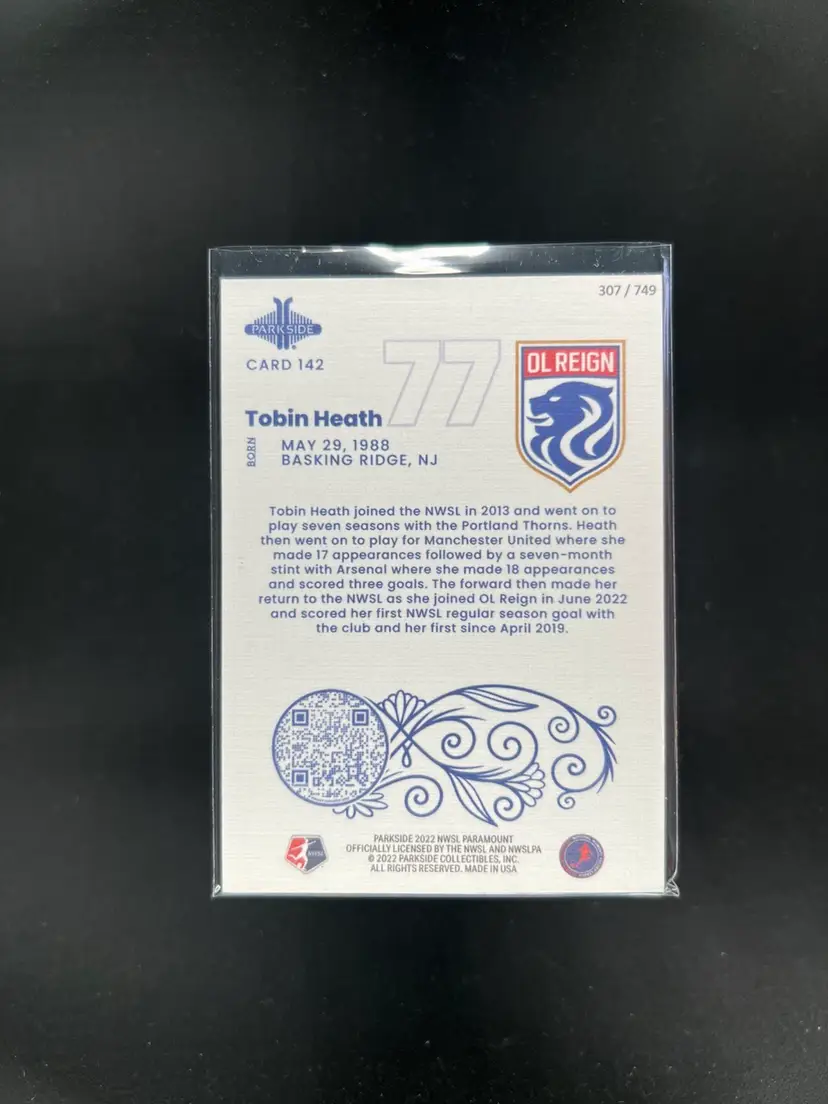 307 / 749
PARKSIDE
CARD 142
77
OL REIGN
Tobin Heath
BORN
MAY 29, 1988
BASKING RIDGE, NJ
Tobin Heath joined the NWSL in 2013 and went on to
play seven seasons with the Portland Thorns. Heath
then went on to play for Manchester United where she
made 17 appearances followed by a seven-month
stint with Arsenal where she made 18 appearances
and scored three goals. The forward then made her
return to the NWSL as she joined OL Reign in June 2022
and scored her first NWSL regular season goal with
the club and her first since April 2019.
PARKSIDE 2022 NWSL PARAMOUNT
OFFICIALLY LICENSED BY THE NWSL AND NWSLPA
© 2022 PARKSIDE COLLECTIBLES, INC.
ALL RIGHTS RESERVED. MADE IN USA